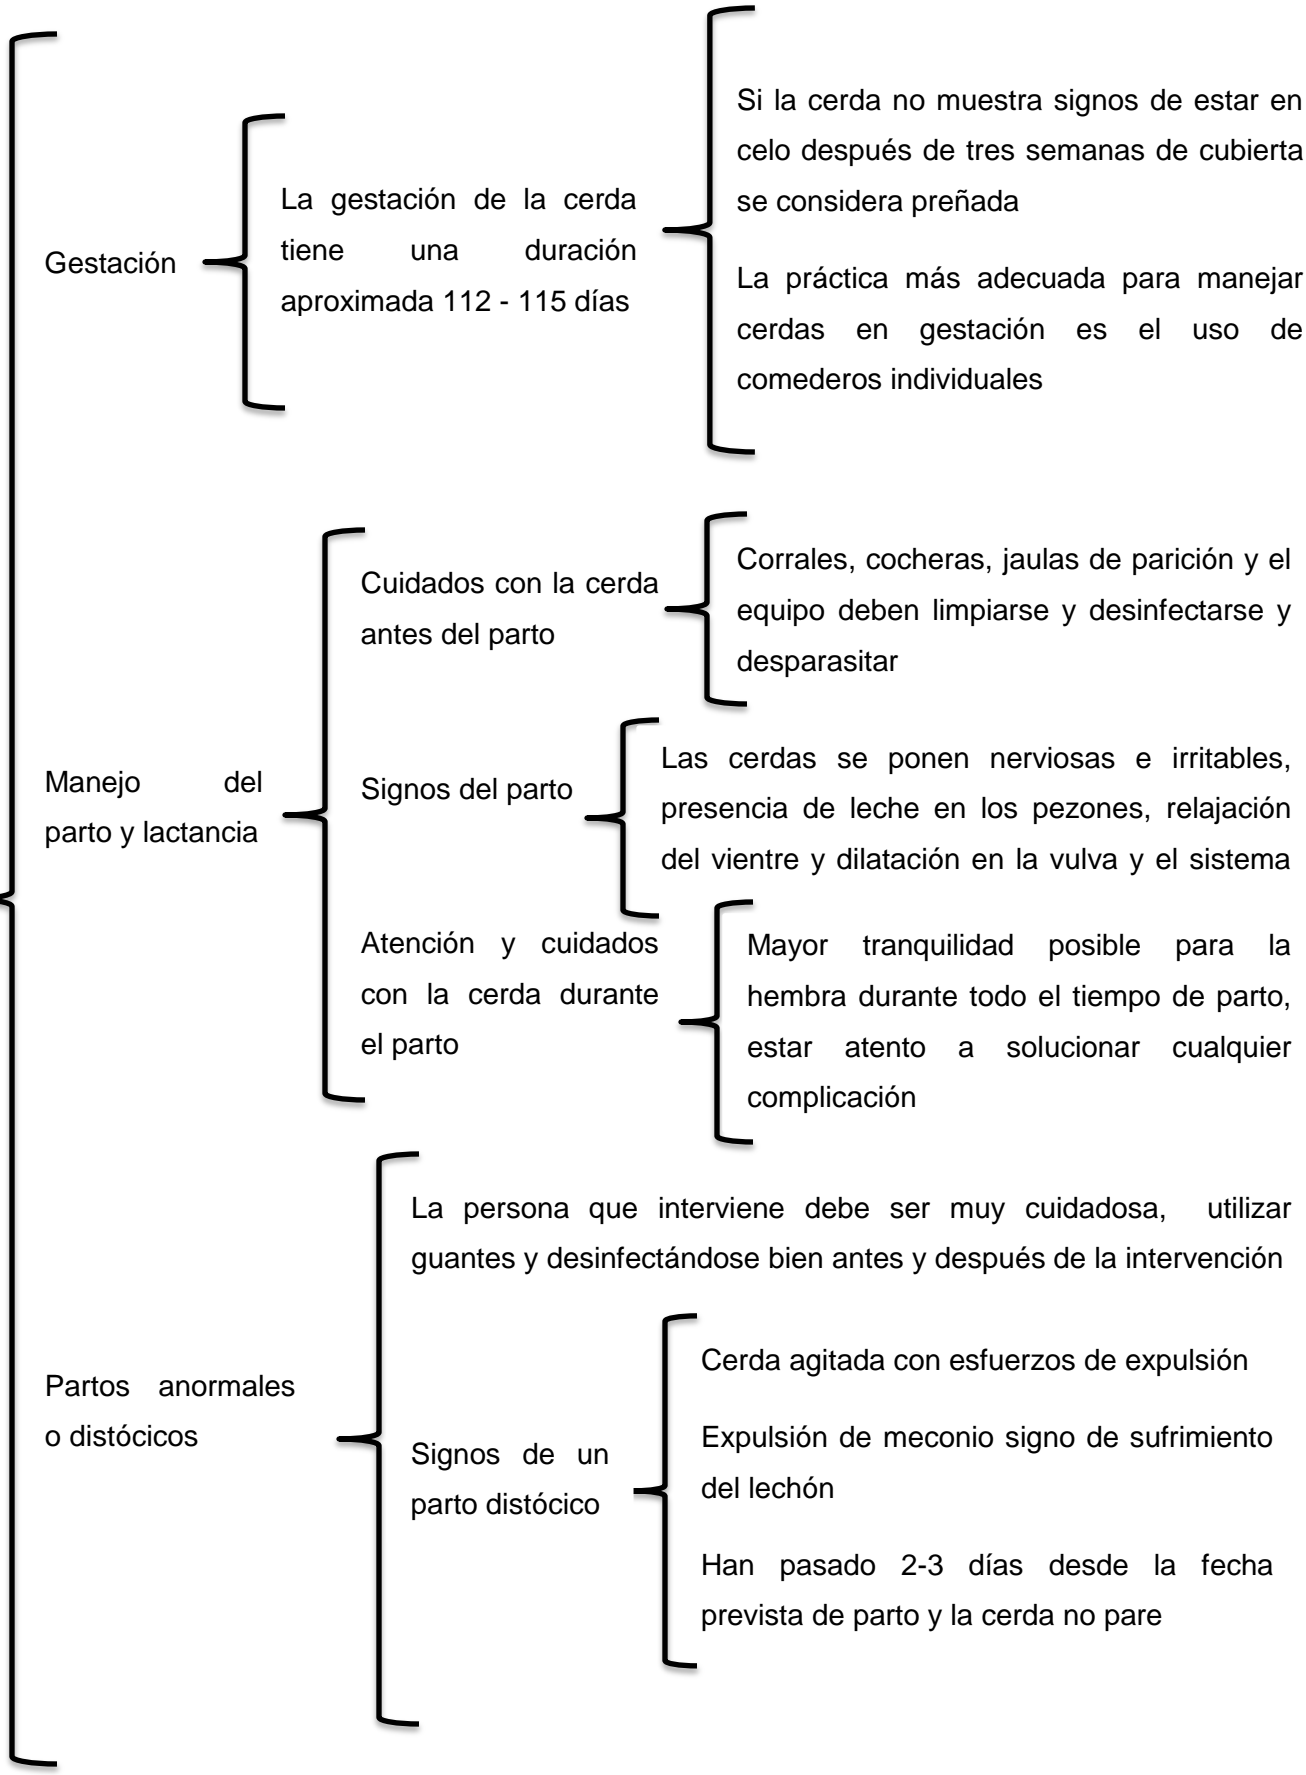 Gestación
La gestación de la cerda
tiene una duración
aproximada 112 - 115 días
Si la cerda no muestra signos de estar en
celo después de tres semanas de cubierta
se considera preñada
La práctica más adecuada para manejar
cerdas en gestación es el uso de
comederos individuales
Manejo del
parto y lactancia
Cuidados con la cerda
antes del parto
Corrales, cocheras, jaulas de parición y el
equipo deben limpiarse y desinfectarse y
desparasitar
Signos del parto
Las cerdas se ponen nerviosas e irritables,
presencia de leche en los pezones, relajación
del vientre y dilatación en la vulva y el sistema
Atención y cuidados
con la cerda durante
el parto
Mayor tranquilidad posible para la
hembra durante todo el tiempo de parto,
estar atento a solucionar cualquier
complicación
Partos anormales
o distócicos
La persona que interviene debe ser muy cuidadosa, utilizar
guantes y desinfectándose bien antes y después de la intervención
Signos de un
parto distócico
Cerda agitada con esfuerzos de expulsión
Expulsión de meconio signo de sufrimiento
del lechón
Han pasado 2-3 días desde la fecha
prevista de parto y la cerda no pare